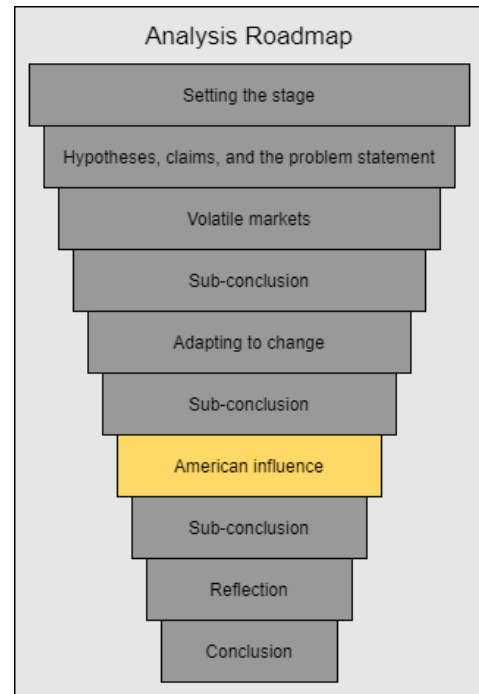 Analysis Roadmap
Setting the stage
Hypotheses, claims, and the problem statement
Volatile markets
Sub-conclusion
Adapting to change
Sub-conclusion
American influence
Sub-conclusion
Reflection
Conclusion